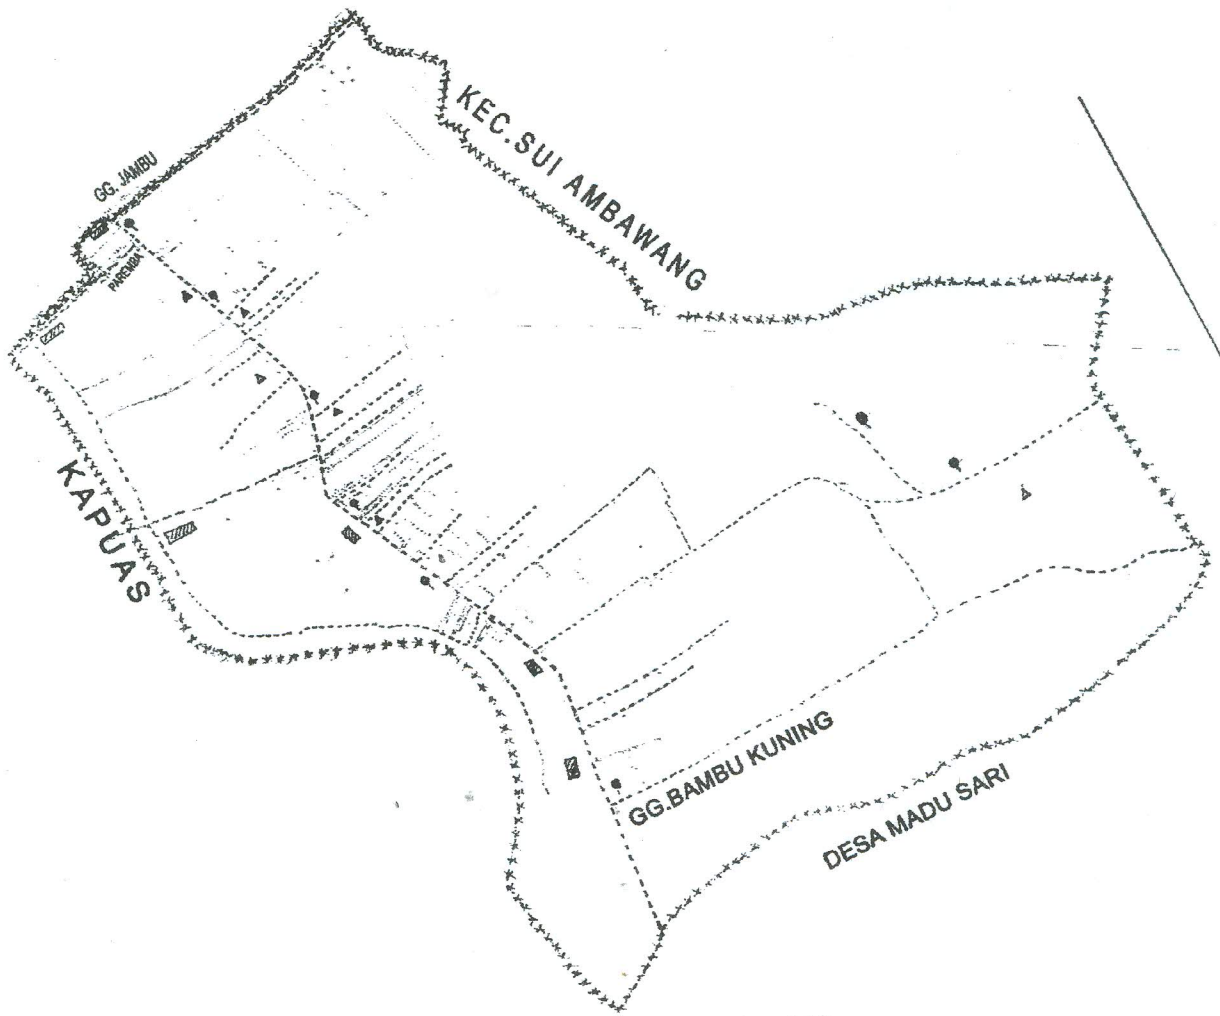 KEC.SUI AMBAWANG
GG. JAMBU
PAREMBA
KAPUAS
GG.BAMBU KUNING
DESA MADU SARI